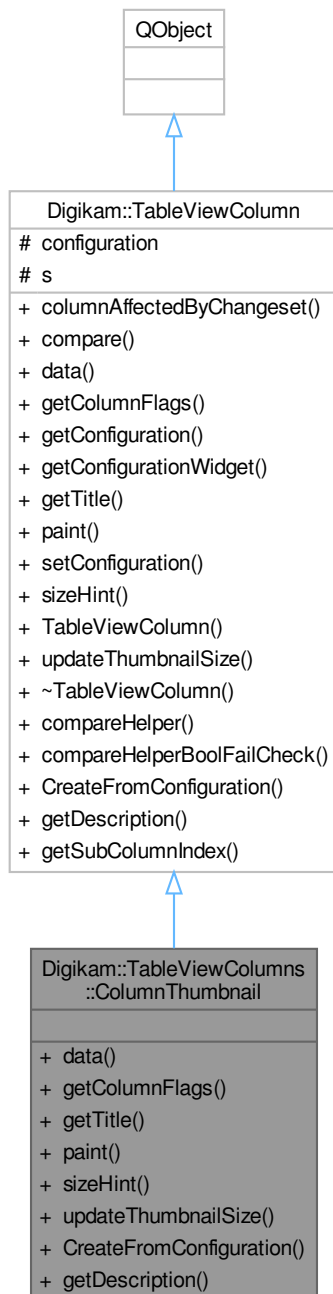 QObject
Digikam::TableViewColumn
# configuration
# s
+ columnAffectedByChangeset()
+ compare()
+ data()
+ getColumnFlags()
+ getConfiguration()
+ getConfigurationWidget()
+ getTitle()
+ paint()
+ setConfiguration()
+ sizeHint()
+ TableViewColumn()
+ updateThumbnailSize()
+ ~TableViewColumn()
+ compareHelper()
+ compareHelperBoolFailCheck()
+ CreateFromConfiguration()
+ getDescription()
+ getSubColumnIndex()
Digikam::TableViewColumns
::ColumnThumbnail
+ data()
+ getColumnFlags()
+ getTitle()
+ paint()
+ sizeHint()
+ updateThumbnailSize()
+ CreateFromConfiguration()
+ getDescription()